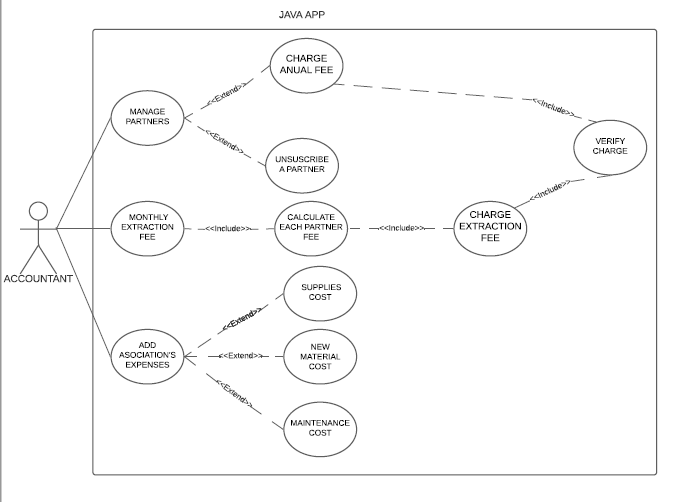 JAVA APP
CHARGE
ANUAL FEE
<<Extend>>
<<Include>>
MANAGE
PARTNERS
<<Extend>>
VERIFY
CHARGE
UNSUSCRIBE
A PARTNER
<<Include>>
MONTHLY
EXTRACTION
FEE
<<Include>>
CALCULATE
EACH PARTNER
FEE
<<Include>>
CHARGE
EXTRACTION
FEE
ACCOUNTANT
SUPPLIES
COST
<<Extend>>
ADD
ASOCIATION'S
EXPENSES
<<Extend>>
NEW
MATERIAL
COST
<<Extend>>
MAINTENANCE
COST